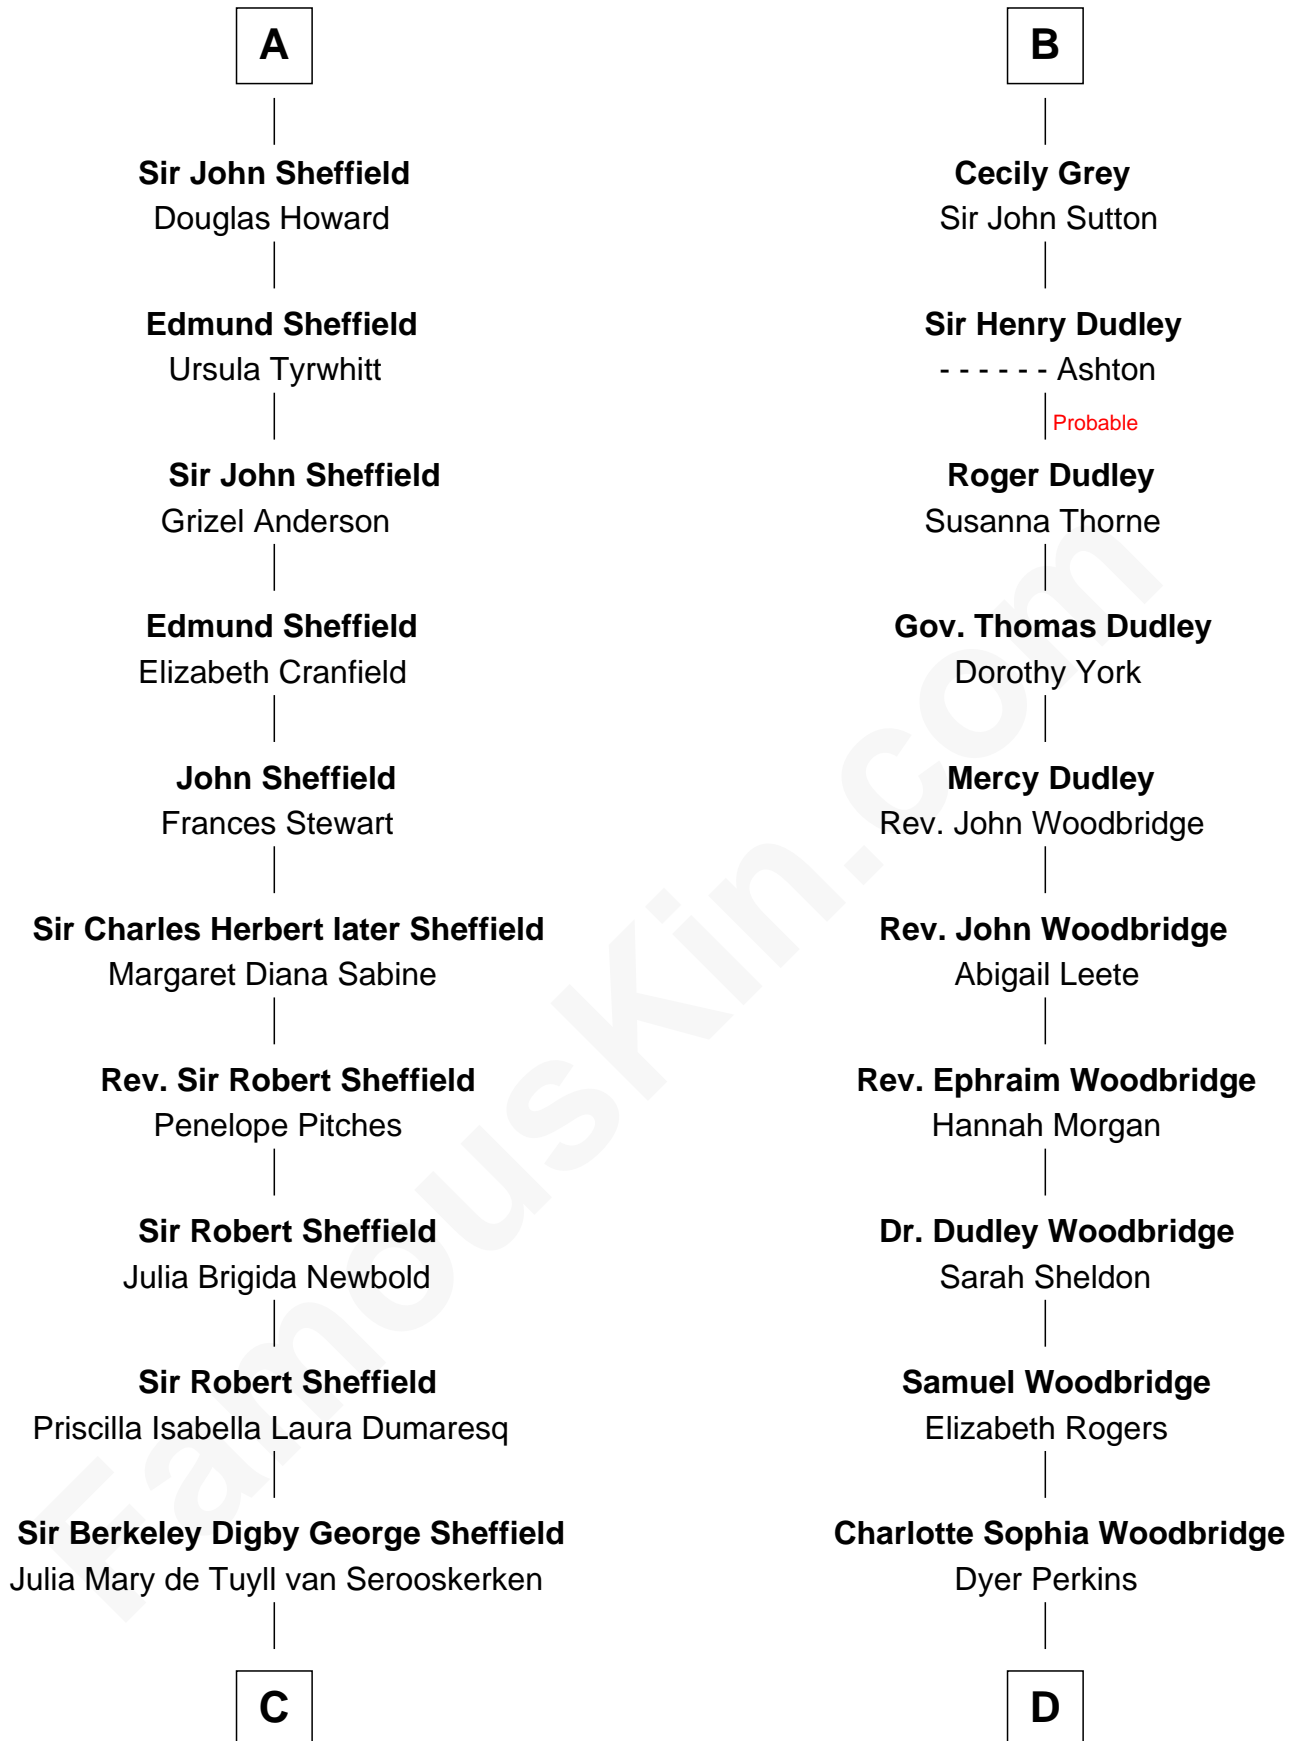 A
Sir John Sheffield
Douglas Howard
Edmund Sheffield
Ursula Tyrwhitt
Sir John Sheffield
Grizel Anderson
Edmund Sheffield
Elizabeth Cranfield
John Sheffield
Frances Stewart
Sir Charles Herbert later Sheffield
Margaret Diana Sabine
Rev. Sir Robert Sheffield
Penelope Pitches
Sir Robert Sheffield
Julia Brigida Newbold
Sir Robert Sheffield
Priscilla Isabella Laura Dumaresq
Sir Berkeley Digby George Sheffield
Julia Mary de Tuyll van Serooskerken
C
B
Cecily Grey
Sir John Sutton
Sir Henry Dudley
- - - - - - Ashton
Probable
Roger Dudley
Susanna Thorne
Gov. Thomas Dudley
Dorothy York
Mercy Dudley
Rev. John Woodbridge
Rev. John Woodbridge
Abigail Leete
Rev. Ephraim Woodbridge
Hannah Morgan
Dr. Dudley Woodbridge
Sarah Sheldon
Samuel Woodbridge
Elizabeth Rogers
Charlotte Sophia Woodbridge
Dyer Perkins
D
FamousKin.com